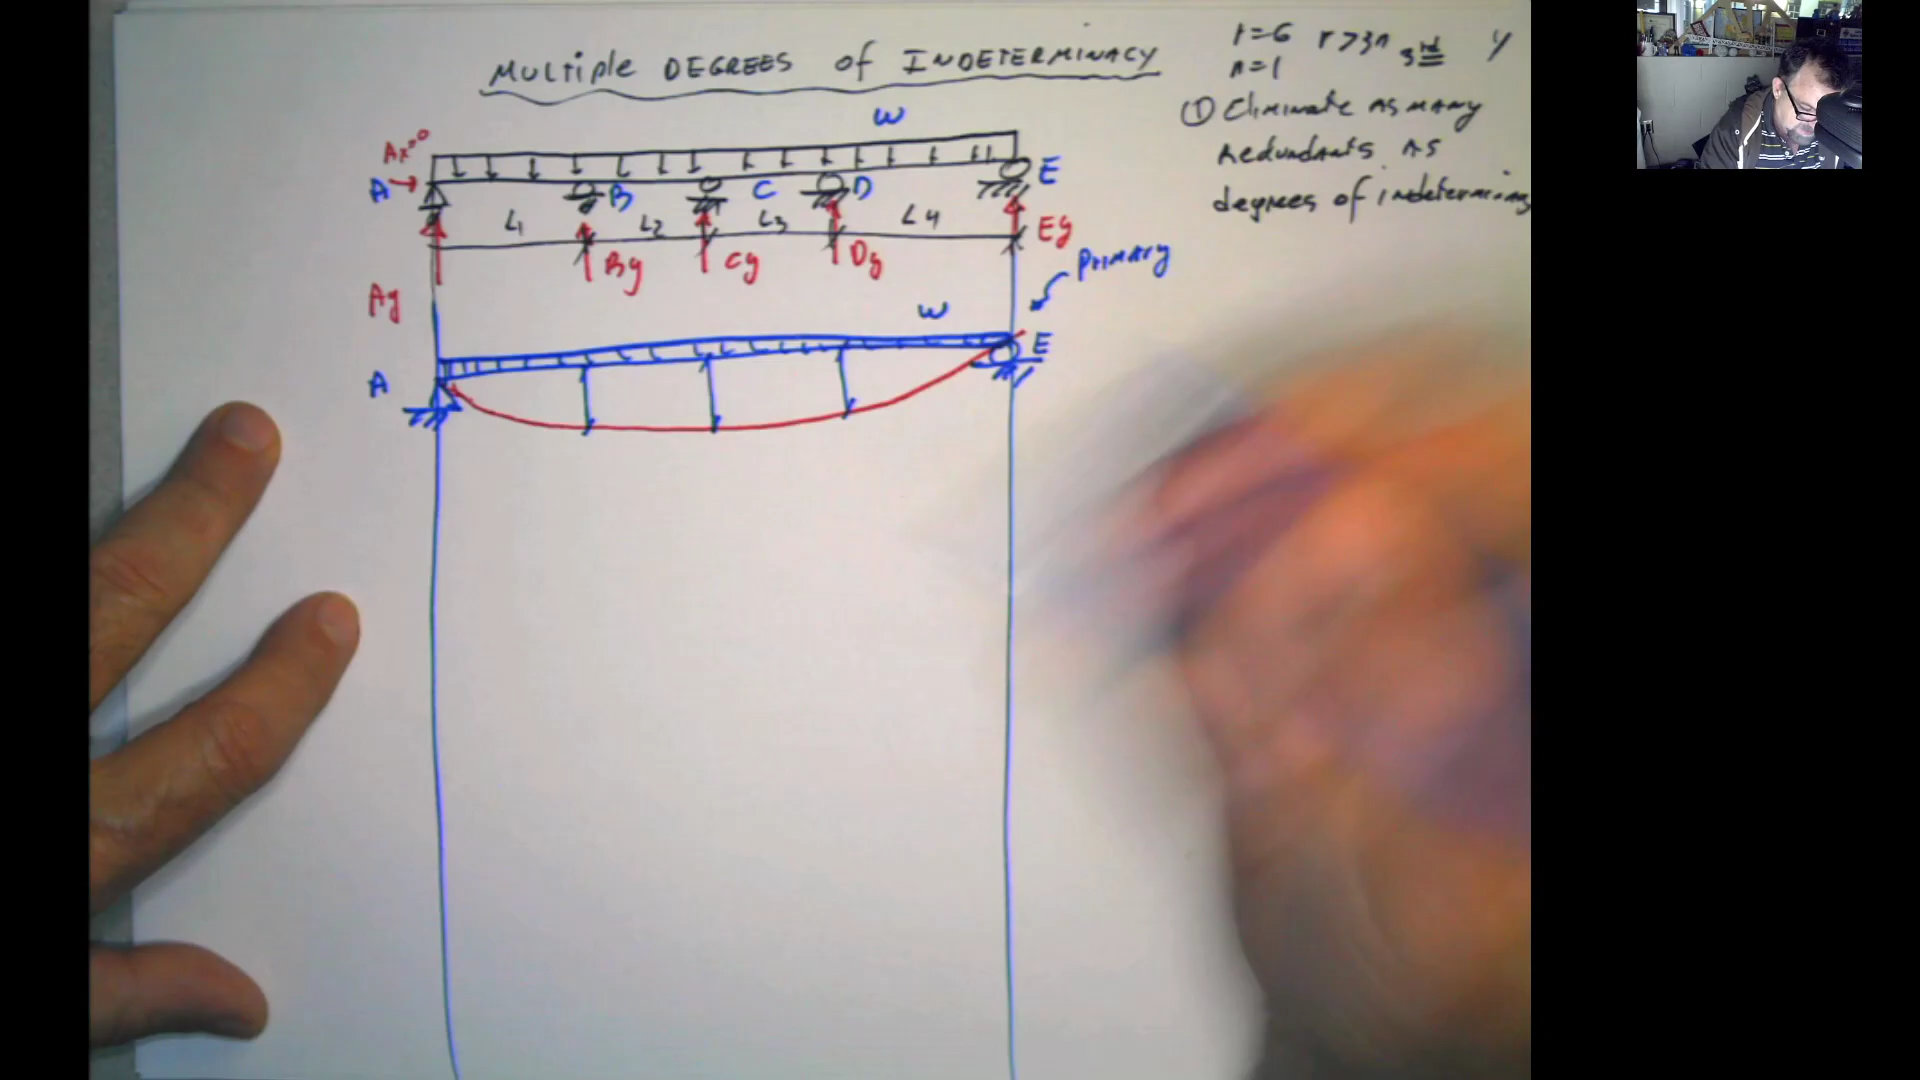 MULTIPLE DEGREES of INDETERMINACY
r=6 r>3n 3rd
n=1
① Eliminate AS MANY
Redundants AS
degrees of indeterminacy
w
Ax=0
A B C D E
L1 L2 L3 L4
Ay By Cy Dy Ey
Primary
w
A E